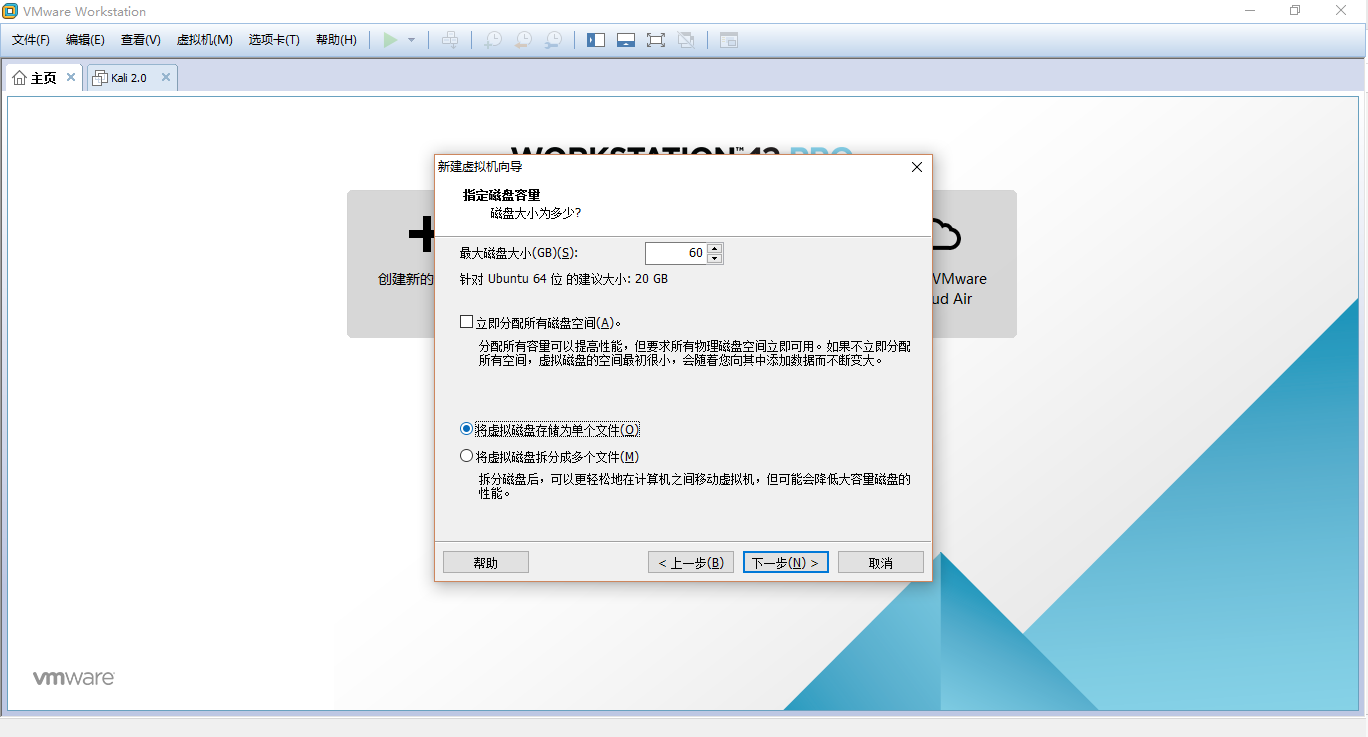 VMware Workstation
文件(F) 编辑(E) 查看(V) 虚拟机(M) 选项卡(T) 帮助(H)
主页 Kali 2.0
WORKSTATION™ 12 PRO
新建虚拟机向导
指定磁盘容量
磁盘大小为多少?
最大磁盘大小(GB)(S): 60
针对 Ubuntu 64 位 的建议大小: 20 GB
创建新的
VMware
ud Air
立即分配所有磁盘空间(A)。
分配所有容量可以提高性能，但要求所有物理磁盘空间立即可用。如果不立即分配
所有空间，虚拟磁盘的空间最初很小，会随着您向其中添加数据而不断变大。
将虚拟磁盘存储为单个文件(O)
将虚拟磁盘拆分成多个文件(M)
拆分磁盘后，可以更轻松地在计算机之间移动虚拟机，但可能会降低大容量磁盘的
性能。
帮助 < 上一步(B) 下一步(N) > 取消
vmware